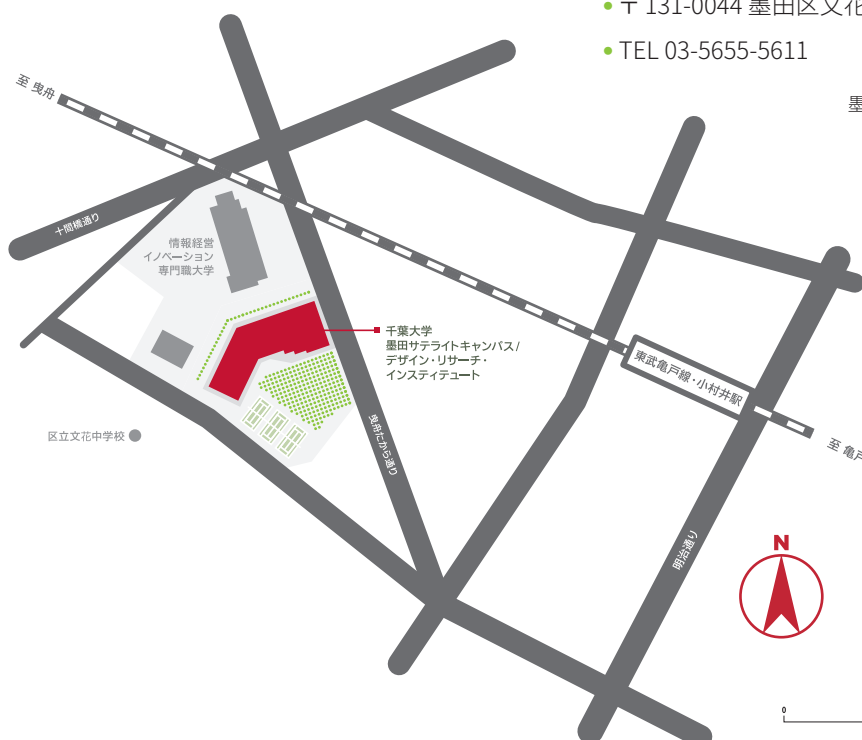 〒 131-0044 墨田区文花
TEL 03-5655-5611
墨
至 曳舟
十間橋通り
情報経営
イノベーション
専門職大学
千葉大学
墨田サテライトキャンパス/
デザイン・リサーチ・
インスティテュート
東武亀戸線・小村井駅
区立文花中学校
曳舟たから通り
至 亀戸
明治通り
N
0